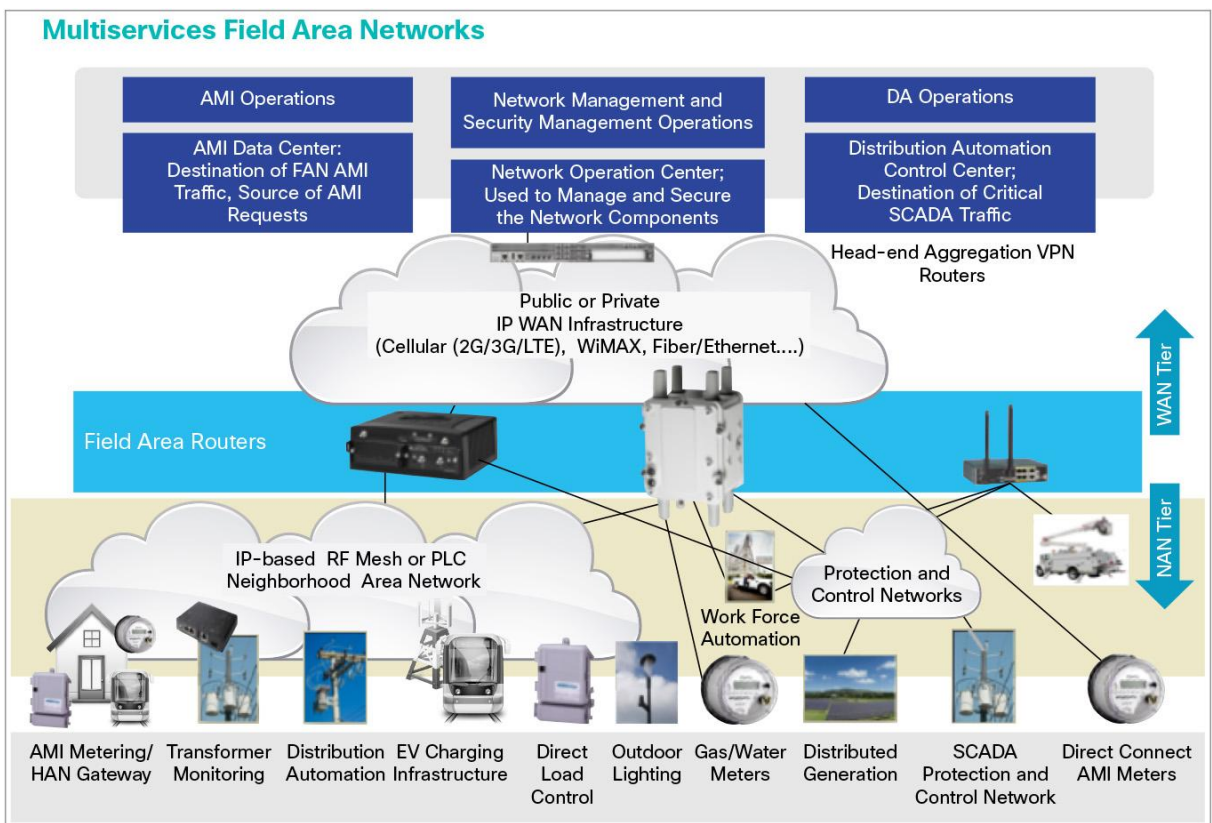 Multiservices Field Area Networks
AMI Operations
AMI Data Center:
Destination of FAN AMI
Traffic, Source of AMI
Requests
Network Management and
Security Management Operations
Network Operation Center;
Used to Manage and Secure
the Network Components
DA Operations
Distribution Automation
Control Center;
Destination of Critical
SCADA Traffic
Head-end Aggregation VPN
Routers
Public or Private
IP WAN Infrastructure
(Cellular (2G/3G/LTE), WiMAX, Fiber/Ethernet....)
WAN Tier
Field Area Routers
NAN Tier
IP-based RF Mesh or PLC
Neighborhood Area Network
Protection and
Control Networks
Work Force
Automation
AMI Metering/
HAN Gateway
Transformer
Monitoring
Distribution
Automation
EV Charging
Infrastructure
Direct
Load
Control
Outdoor
Lighting
Gas/Water
Meters
Distributed
Generation
SCADA
Protection and
Control Network
Direct Connect
AMI Meters